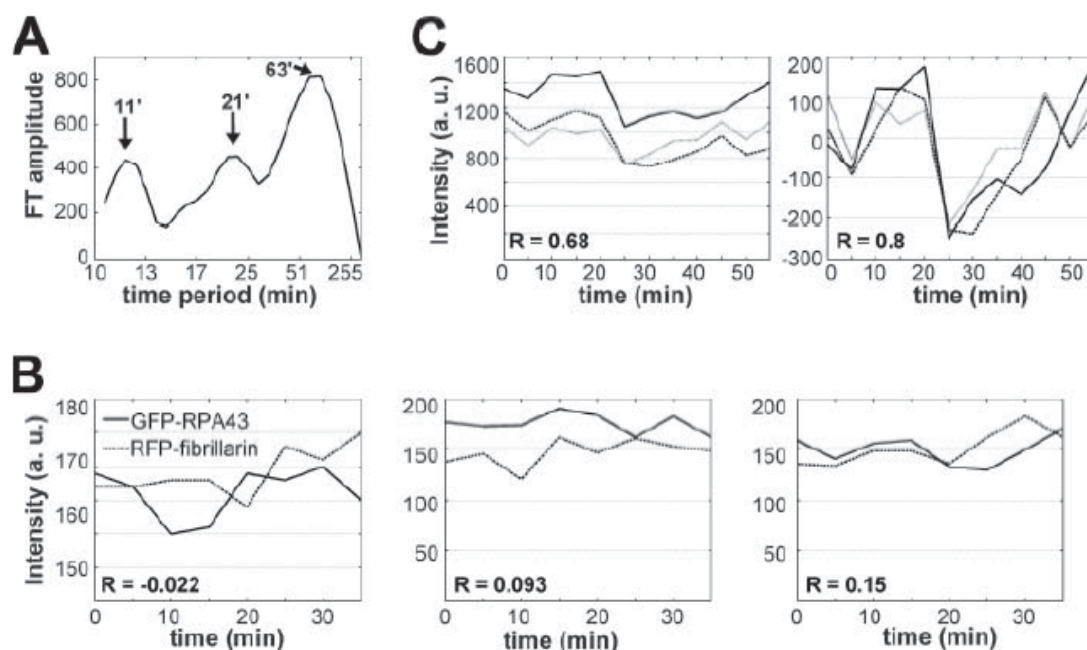 A
FT amplitude
800
600
400
200
0
11'
21'
63'
10 13 17 25 51 255
time period (min)
C
Intensity (a. u.)
1600
1200
800
400
R = 0.68
0 10 20 30 40 50
time (min)
200
100
0
-100
-200
-300
R = 0.8
0 10 20 30 40 50
time (min)
B
Intensity (a. u.)
180
170
160
150
GFP-RPA43
RFP-fibrillarin
R = -0.022
0 10 20 30
time (min)
200
150
100
50
R = 0.093
0 10 20 30
time (min)
200
150
100
50
R = 0.15
0 10 20 30
time (min)